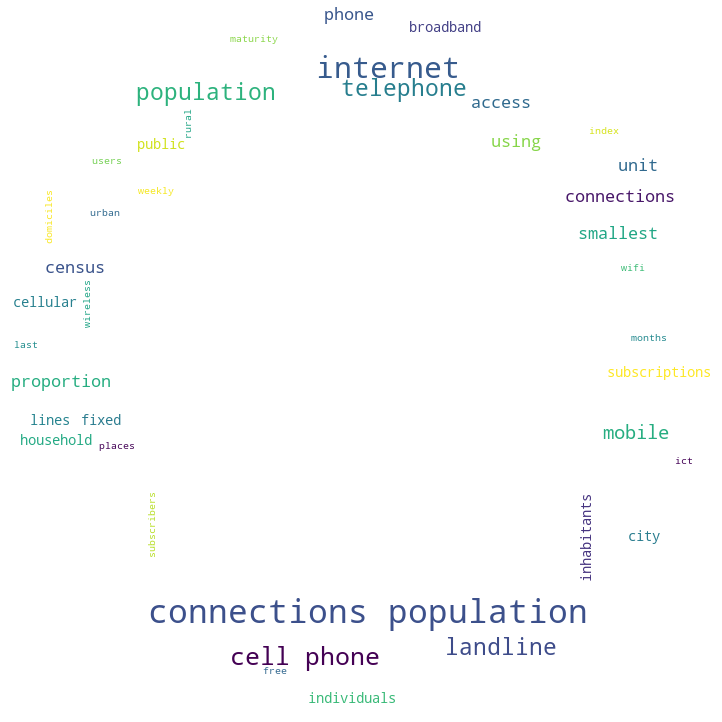 phone
broadband
maturity
internet
telephone
population
access
rural
index
using
public
users
unit
weekly
connections
domiciles
urban
smallest
census
wifi
cellular
wireless
last
months
subscriptions
proportion
lines fixed
mobile
household
places
ict
subscribers
inhabitants
city
connections population
landline
cell phone
free
individuals